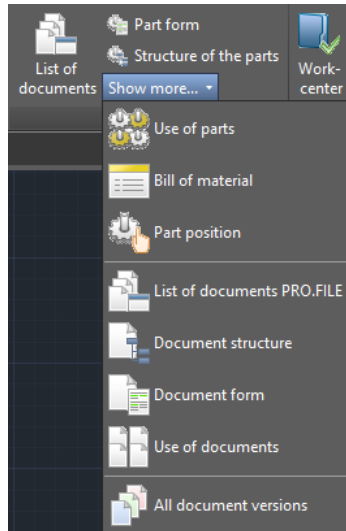 Part form
Structure of the parts
List of
documents
Show more...
Work-
center
Use of parts
Bill of material
Part position
List of documents PRO.FILE
Document structure
Document form
Use of documents
All document versions